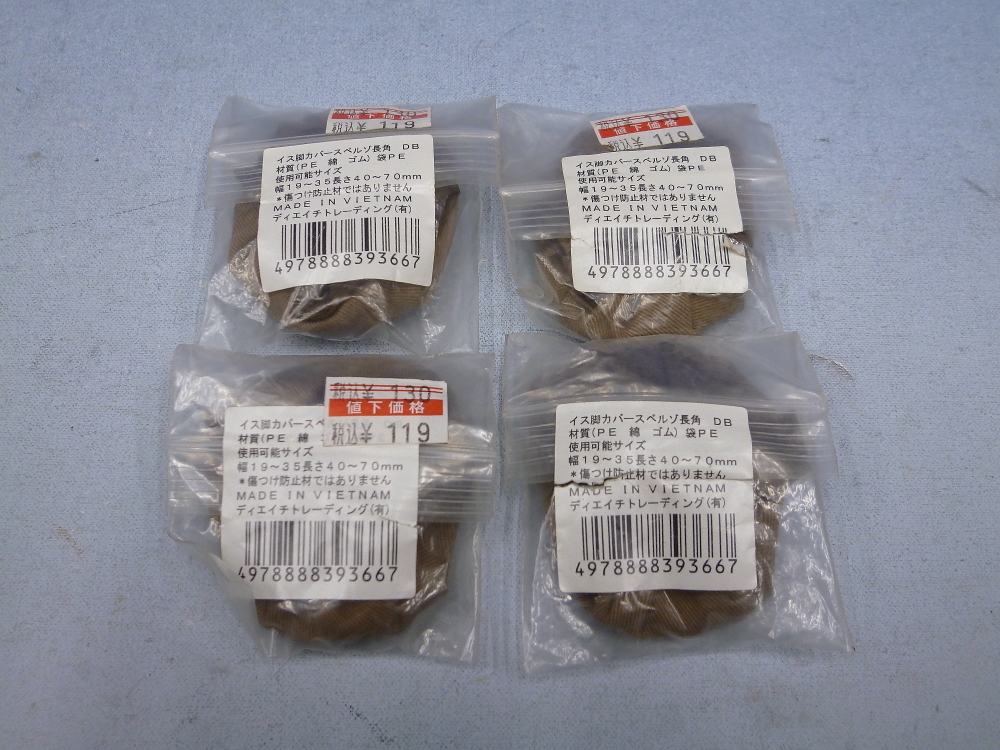 130
値下価格
税込¥ 119
イス脚カバースベルソ長角 DB
材質(PE 綿 ゴム) 袋PE
使用可能サイズ
幅19〜35長さ40〜70mm
*傷つけ防止材ではありません
MADE IN VIETNAM
ディエイチトレーディング(有)
4978888393667
130
値下価格
税込¥ 119
イス脚カバースベルソ長角 DB
材質(PE 綿 ゴム) 袋PE
使用可能サイズ
幅19〜35長さ40〜70mm
*傷つけ防止材ではありません
MADE IN VIETNAM
ディエイチトレーディング(有)
4978888393667
税込¥ 130
値下価格
税込¥ 119
イス脚カバースベ
材質(PE 綿
使用可能サイズ
幅19〜35長さ40〜70mm
*傷つけ防止材ではありません
MADE IN VIETNAM
ディエイチトレーディング(有)
4978888393667
イス脚カバースベルソ長角 DB
材質(PE 綿 ゴム) 袋PE
使用可能サイズ
幅19〜35長さ40〜70mm
*傷つけ防止材ではありません
MADE IN VIETNAM
ディエイチトレーディング(有)
4978888393667